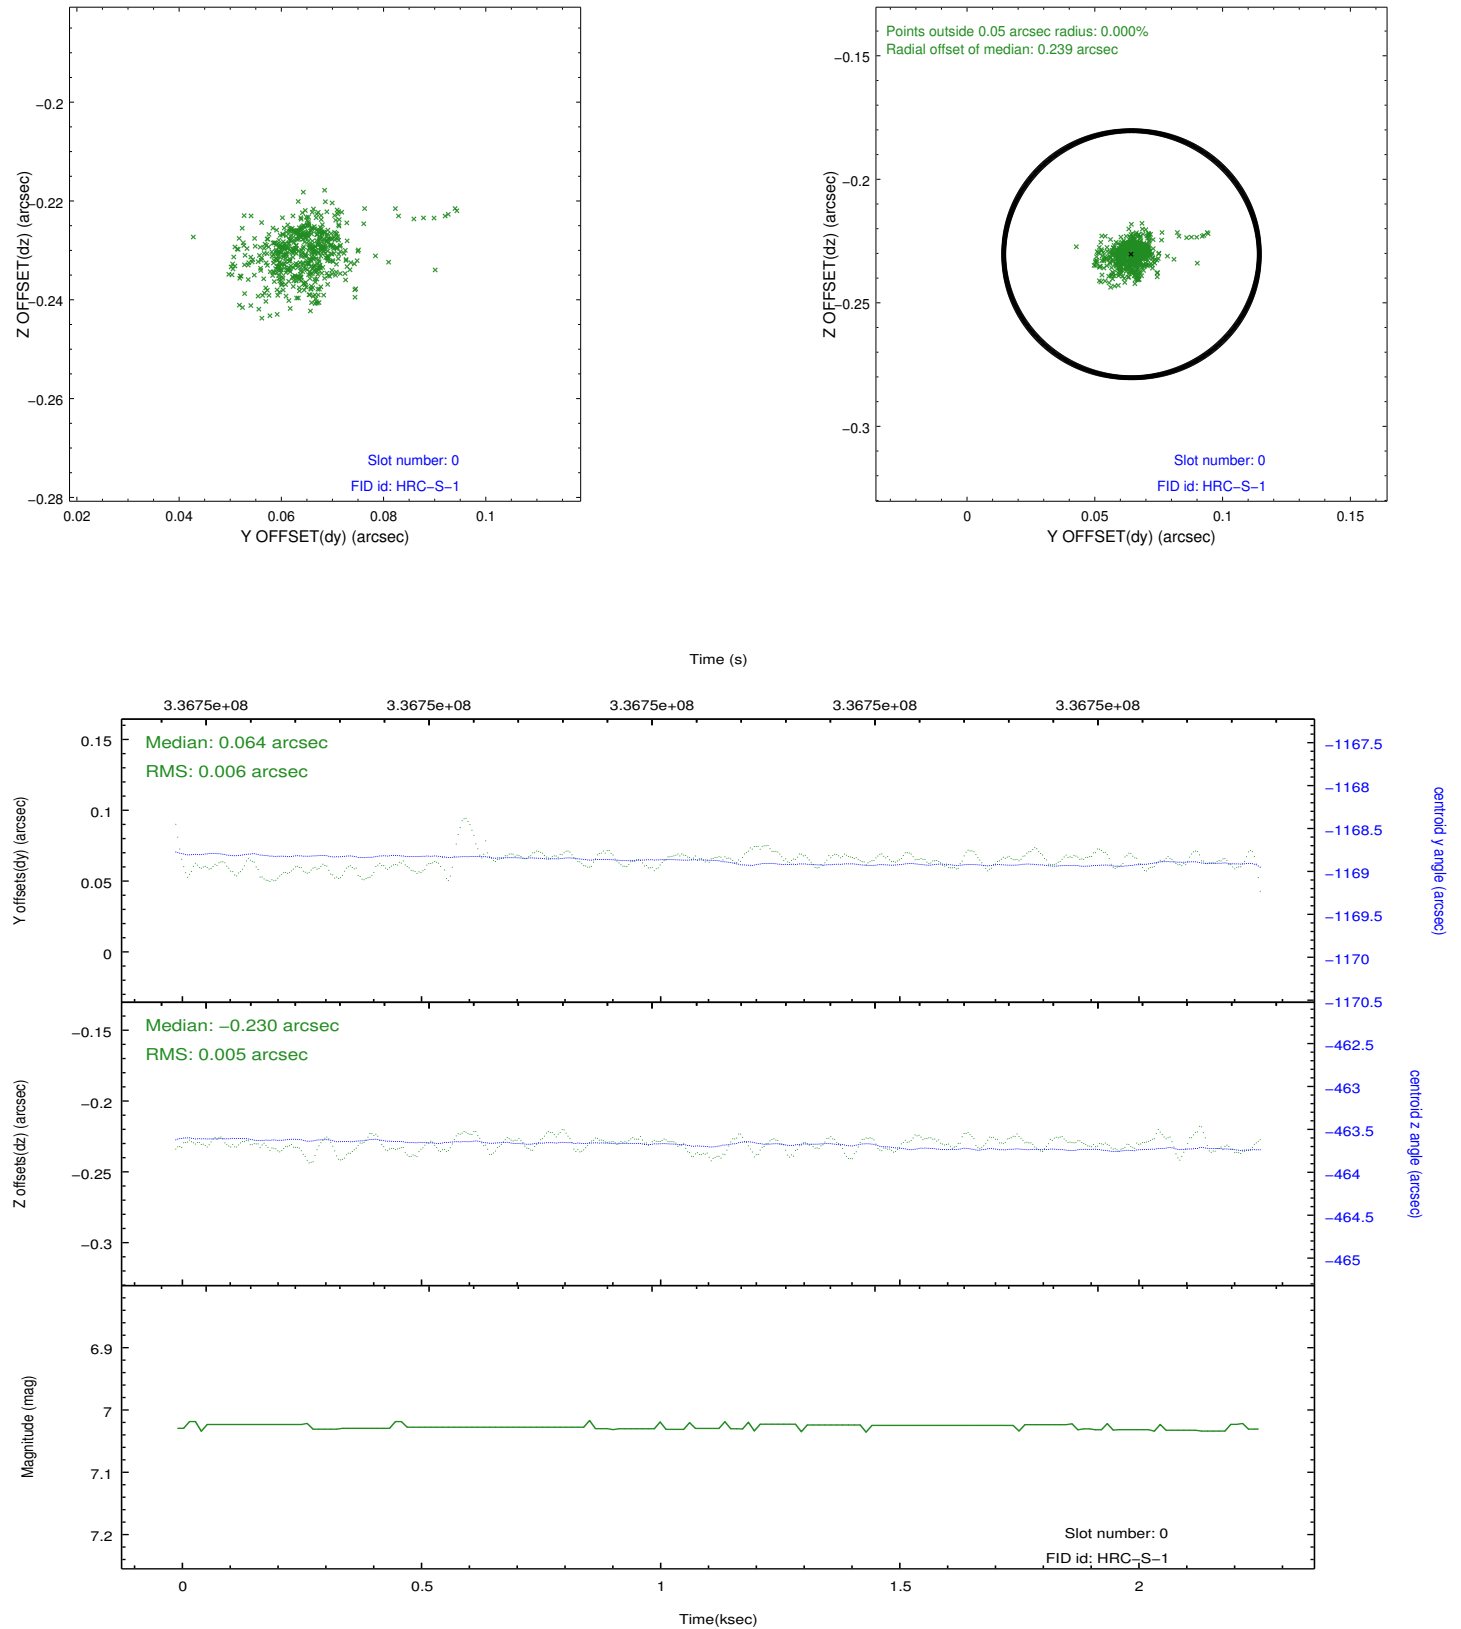 −0.2
−0.22
−0.24
−0.26
−0.28
Z OFFSET(dz) (arcsec)
Slot number: 0
FID id: HRC−S−1
0.02 0.04 0.06 0.08 0.1
Y OFFSET(dy) (arcsec)
Points outside 0.05 arcsec radius: 0.000%
Radial offset of median: 0.239 arcsec
−0.15
−0.2
−0.25
−0.3
Z OFFSET(dz) (arcsec)
Slot number: 0
FID id: HRC−S−1
0 0.05 0.1 0.15
Y OFFSET(dy) (arcsec)
Time (s)
3.3675e+08 3.3675e+08 3.3675e+08 3.3675e+08 3.3675e+08
Median: 0.064 arcsec
RMS: 0.006 arcsec
0.15
0.1
0.05
0
Y offsets(dy) (arcsec)
−1167.5
−1168
−1168.5
−1169
−1169.5
−1170
−1170.5
centroid y angle (arcsec)
Median: −0.230 arcsec
RMS: 0.005 arcsec
−0.15
−0.2
−0.25
−0.3
Z offsets(dz) (arcsec)
−462.5
−463
−463.5
−464
−464.5
−465
centroid z angle (arcsec)
6.9
7
7.1
7.2
Magnitude (mag)
Slot number: 0
FID id: HRC−S−1
0 0.5 1 1.5 2
Time(ksec)